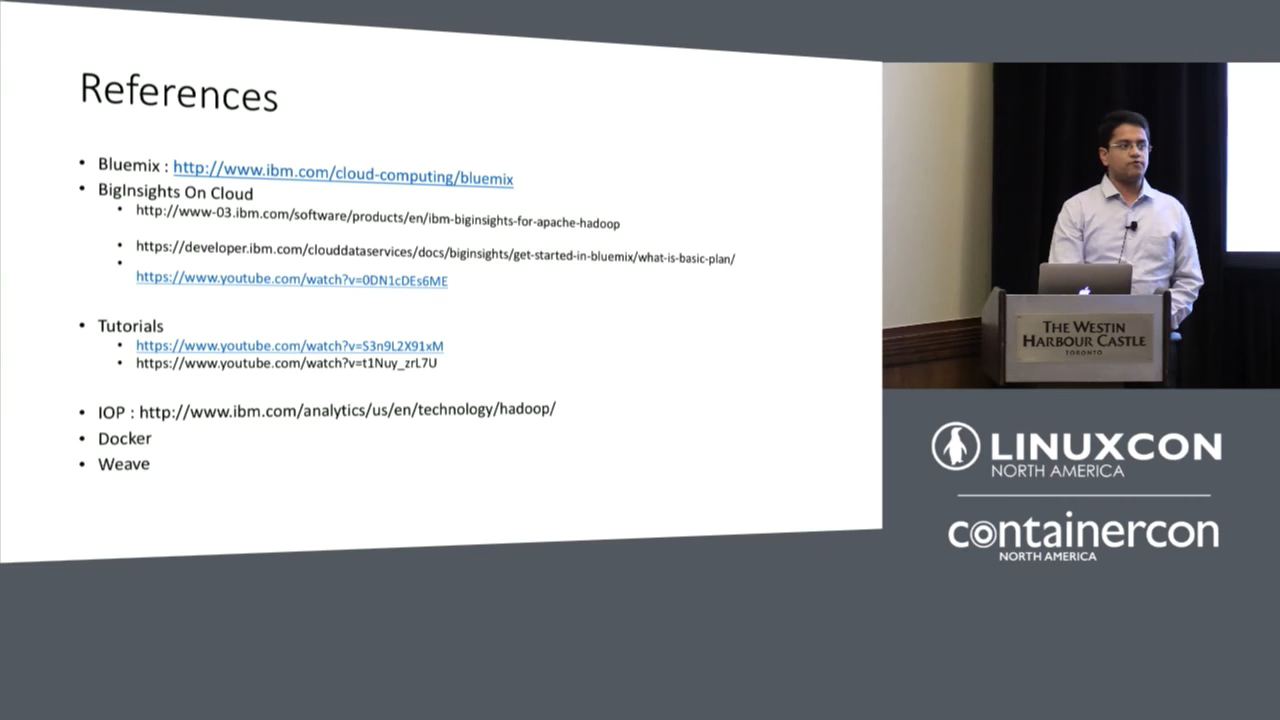 References
• Bluemix : http://www.ibm.com/cloud-computing/bluemix
• BigInsights On Cloud
• http://www-03.ibm.com/software/products/en/ibm-biginsights-for-apache-hadoop
• https://developer.ibm.com/clouddataservices/docs/biginsights/get-started-in-bluemix/what-is-basic-plan/
• https://www.youtube.com/watch?v=0DN1cDEs6ME
• Tutorials
• https://www.youtube.com/watch?v=S3n9L2X91xM
• https://www.youtube.com/watch?v=t1Nuy_zrL7U
• IOP : http://www.ibm.com/analytics/us/en/technology/hadoop/
• Docker
• Weave
THE WESTIN
HARBOUR CASTLE
TORONTO
LINUXCON
NORTH AMERICA
containercon
NORTH AMERICA